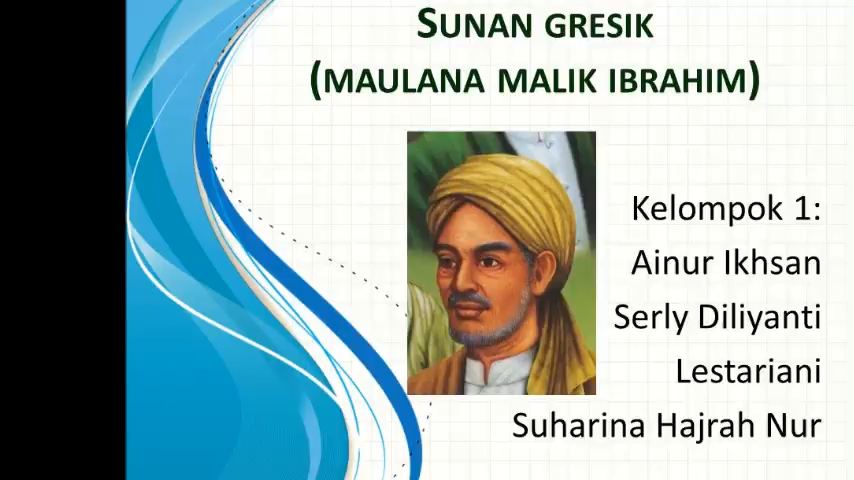 SUNAN GRESIK
(MAULANA MALIK IBRAHIM)
Kelompok 1:
Ainur Ikhsan
Serly Diliyanti
Lestariani
Suharina Hajrah Nur